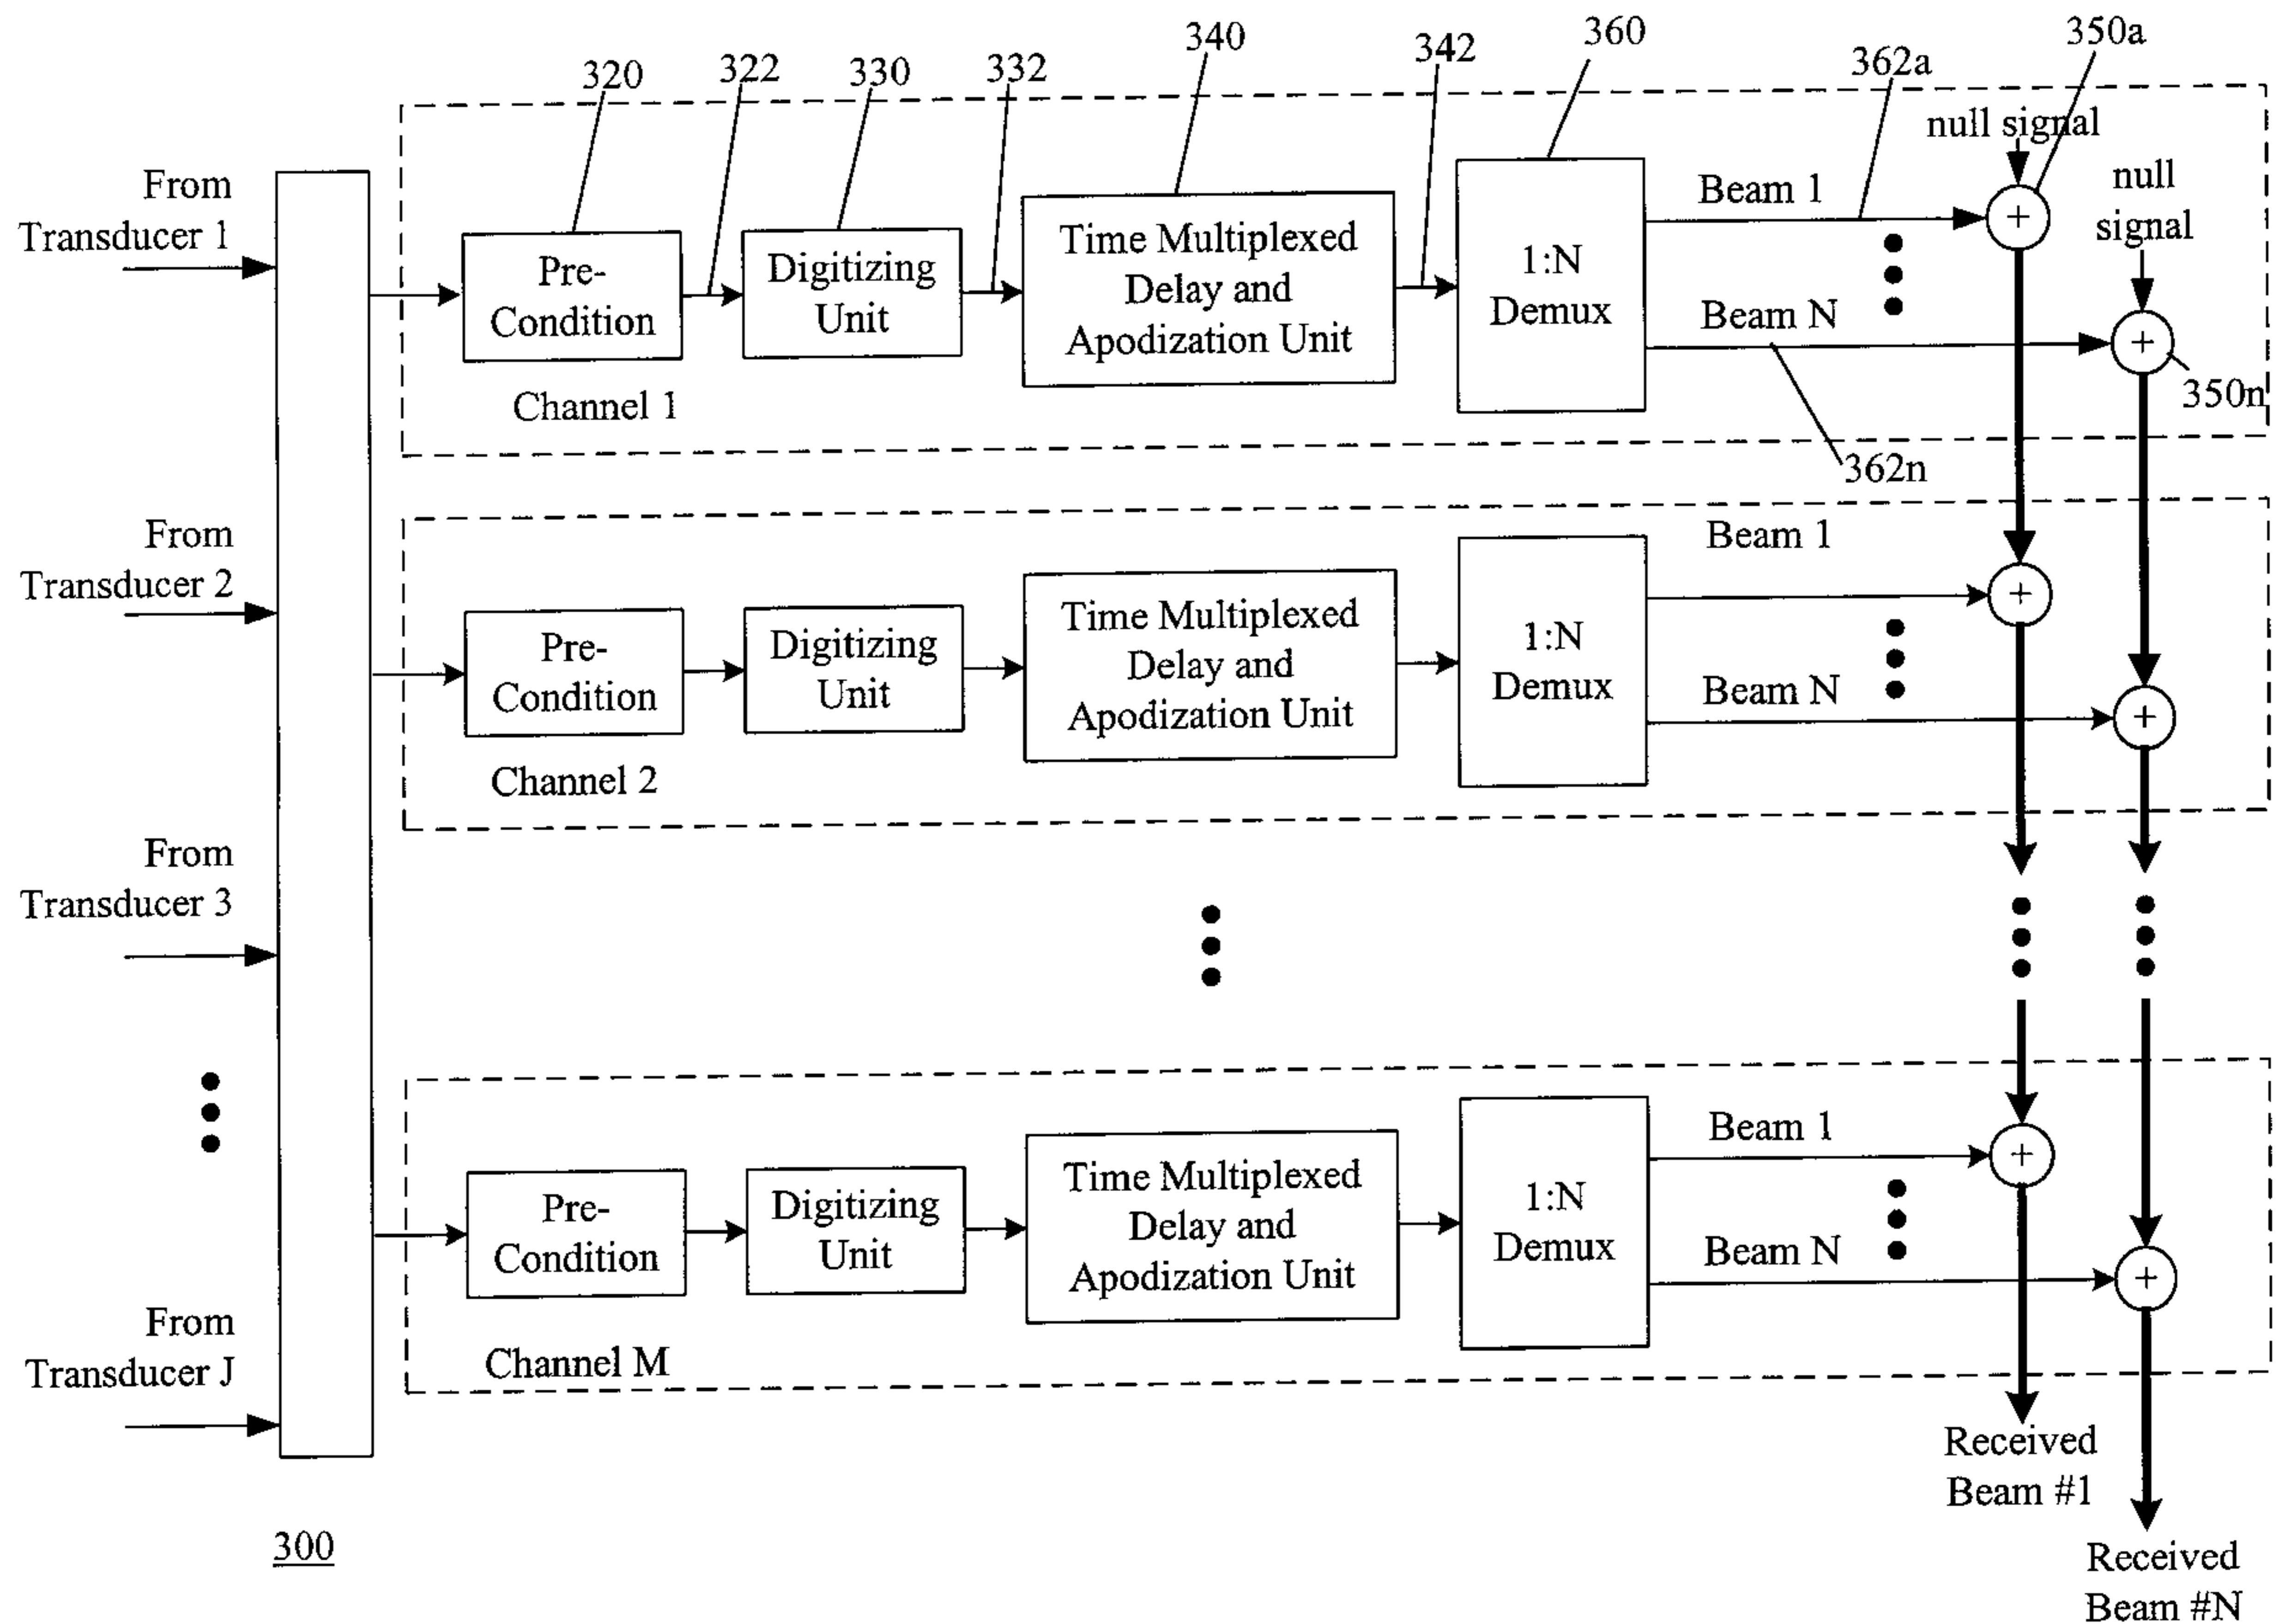 320
322
330
332
340
342
360
362a
350a
null signal
null
signal
From
Transducer 1
Pre-
Condition
Digitizing
Unit
Time Multiplexed
Delay and
Apodization Unit
1:N
Demux
Beam 1
+
Beam N
+
350n
362n
Channel 1
From
Transducer 2
Pre-
Condition
Digitizing
Unit
Time Multiplexed
Delay and
Apodization Unit
1:N
Demux
Beam 1
+
Beam N
+
Channel 2
From
Transducer 3
From
Transducer J
Pre-
Condition
Digitizing
Unit
Time Multiplexed
Delay and
Apodization Unit
1:N
Demux
Beam 1
+
Beam N
+
Channel M
Received
Beam #1
Received
Beam #N
300